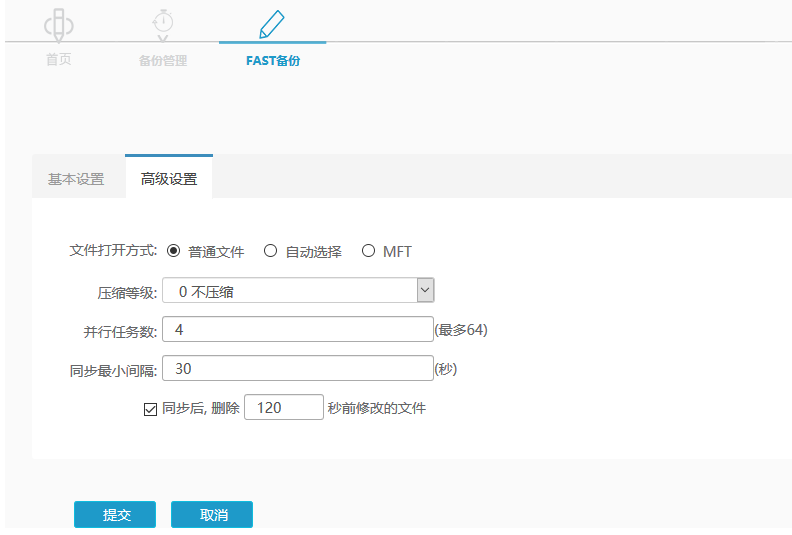 首页 备份管理 FAST备份
基本设置 高级设置
文件打开方式: 普通文件 自动选择 MFT
压缩等级: 0 不压缩
并行任务数: 4 (最多64)
同步最小间隔: 30 (秒)
同步后, 删除 120 秒前修改的文件
提交 取消